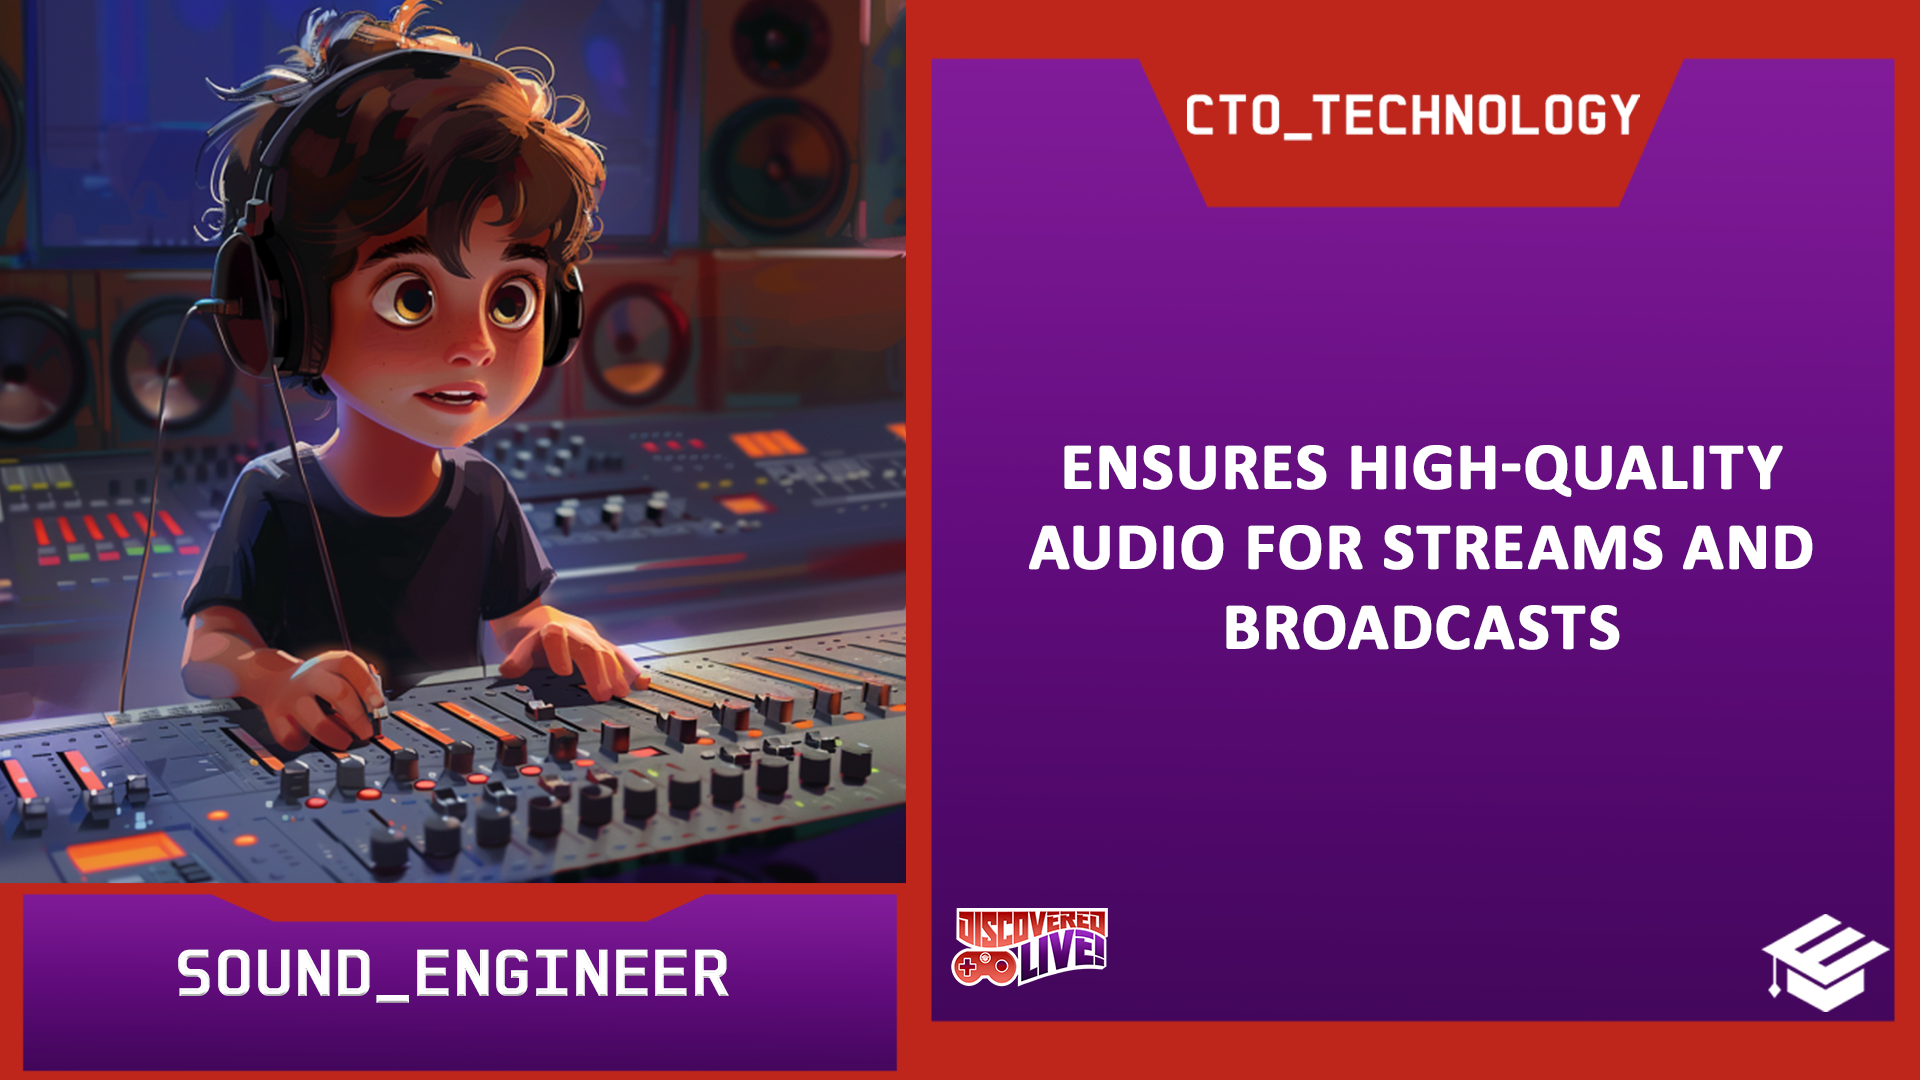 CTO_TECHNOLOGY
ENSURES HIGH-QUALITY
AUDIO FOR STREAMS AND
BROADCASTS
SOUND_ENGINEER
DISCOVERED
LIVE!